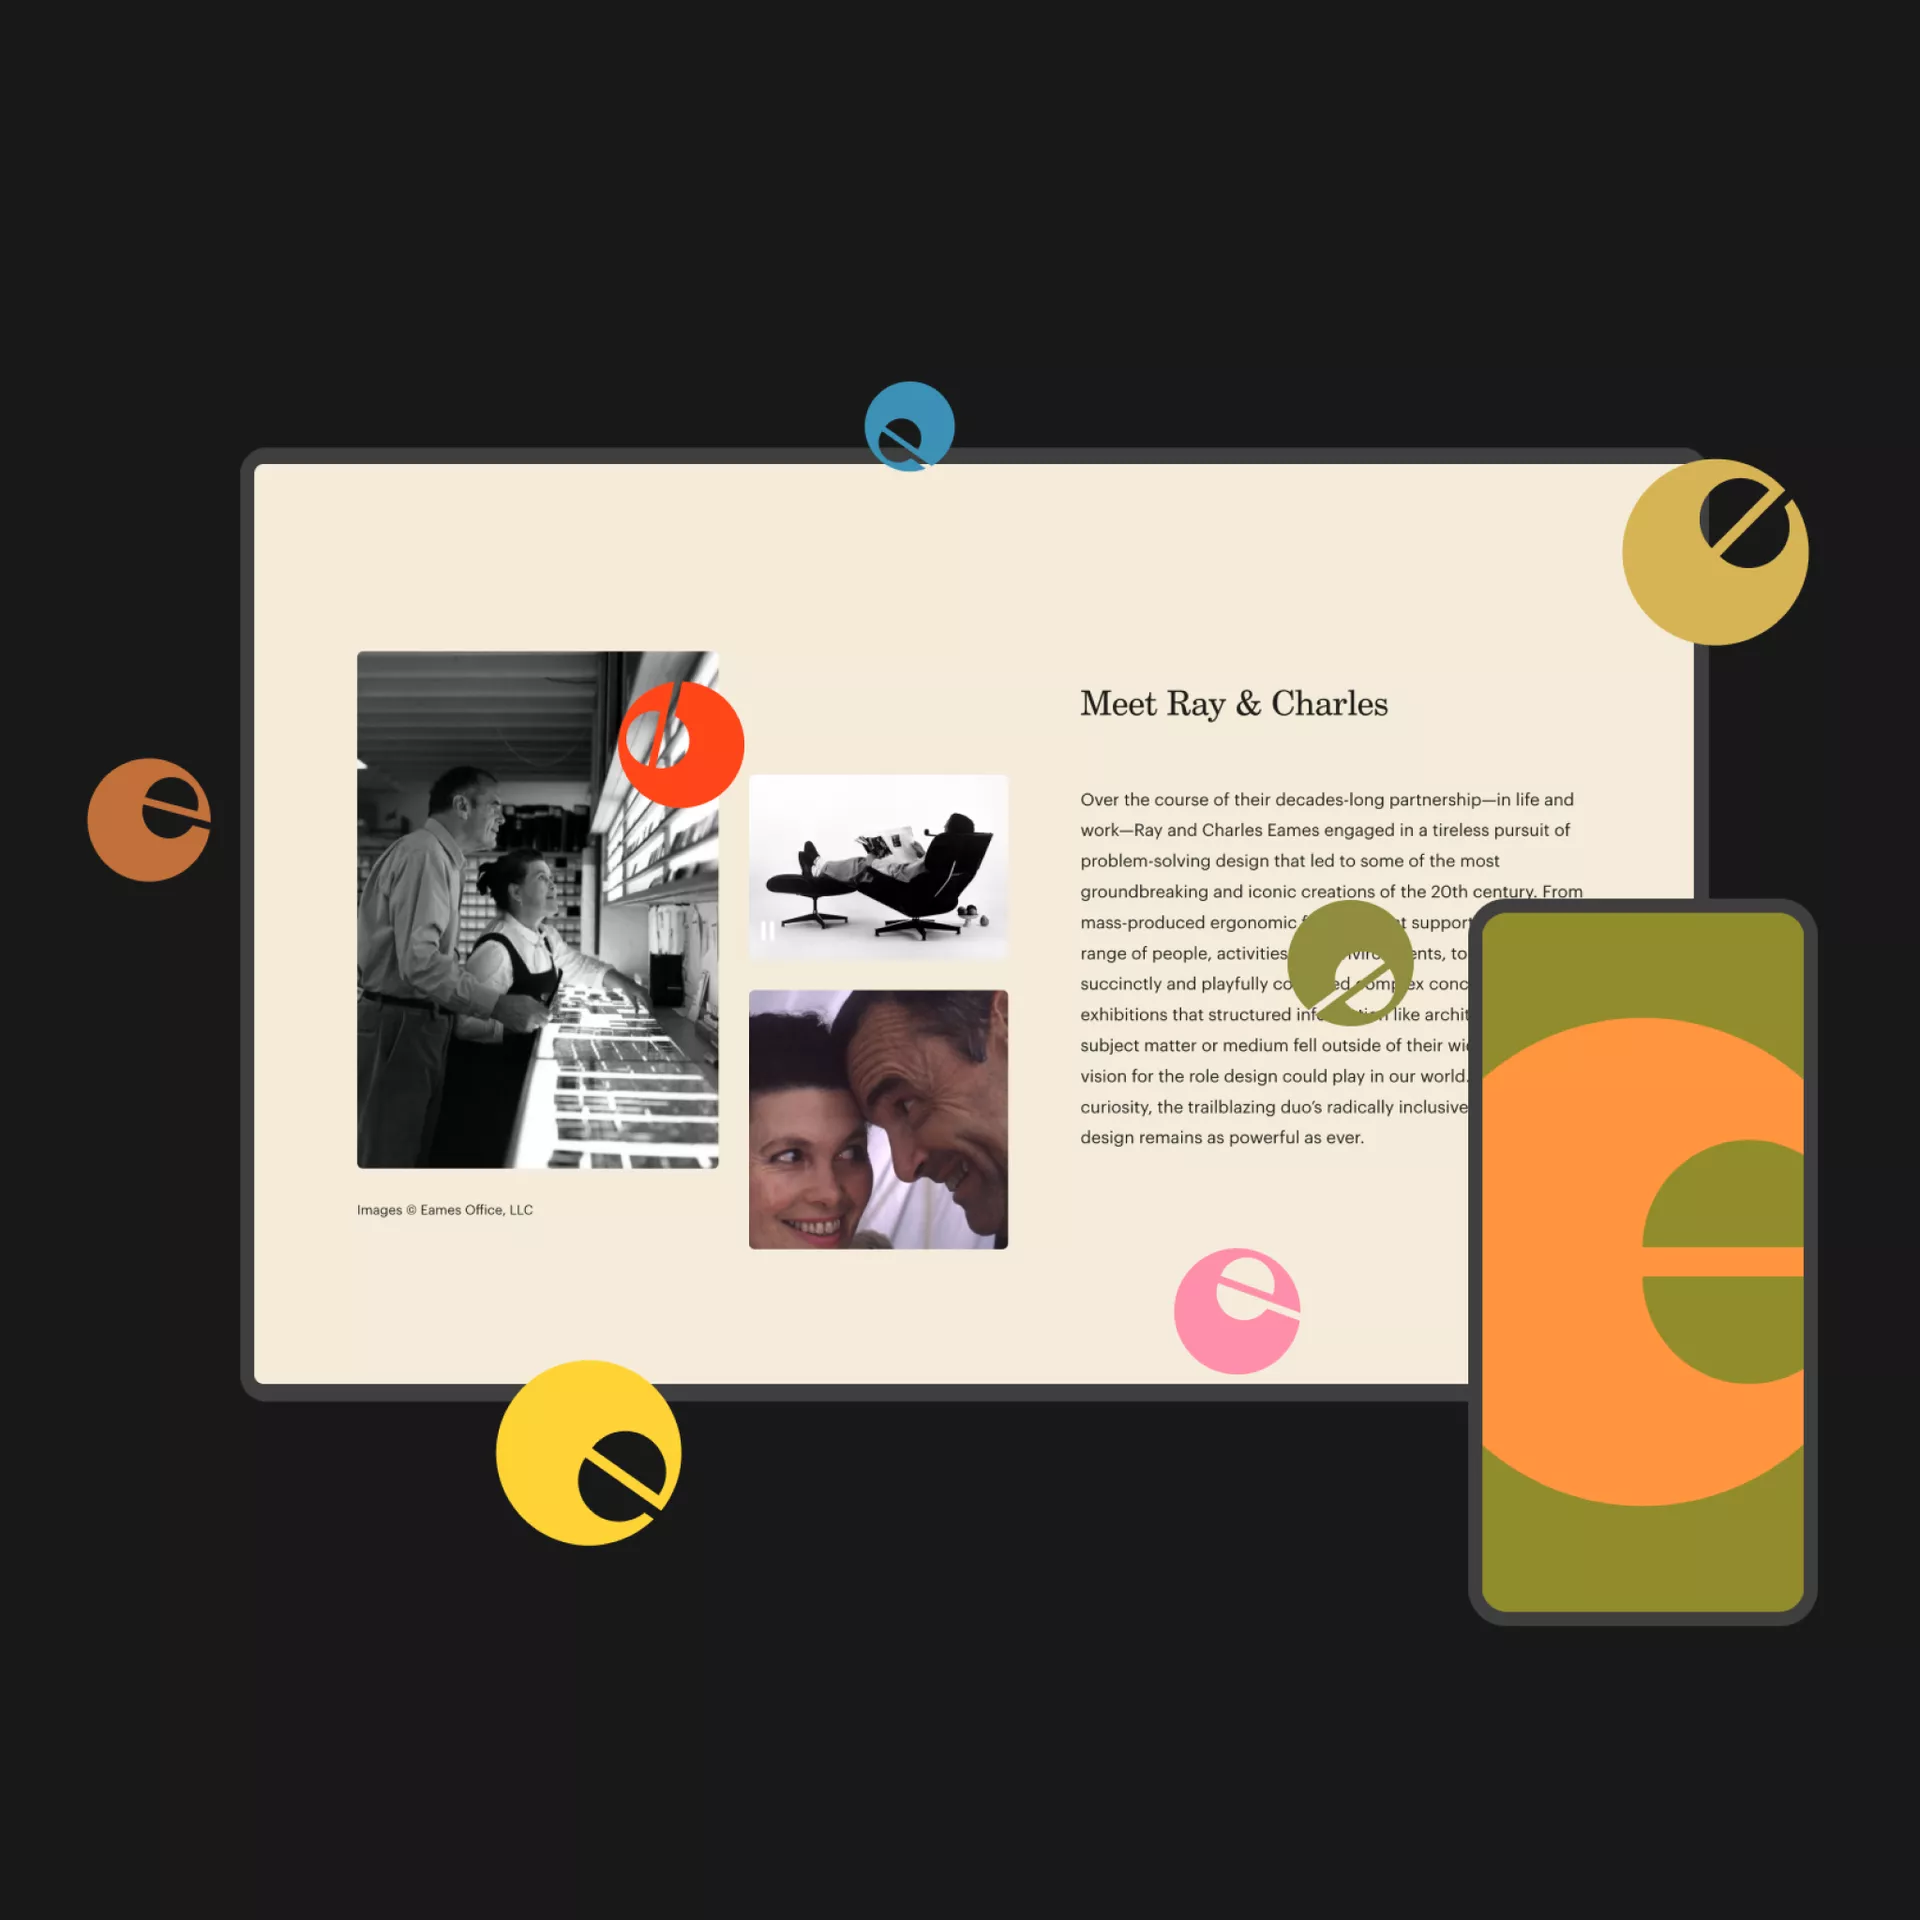 Meet Ray & Charles
Over the course of their decades-long partnership—in life and
work—Ray and Charles Eames engaged in a tireless pursuit of
problem-solving design that led to some of the most
groundbreaking and iconic creations of the 20th century. From
mass-produced ergonomic
range of people, activities to
succinctly and playfully
exhibitions that structured like
subject matter or medium fell outside of their
vision for the role design could play in our world.
curiosity, the trailblazing duo's radically inclusive
design remains as powerful as ever.
Images © Eames Office, LLC
e
e
e
e
e
e
e
e